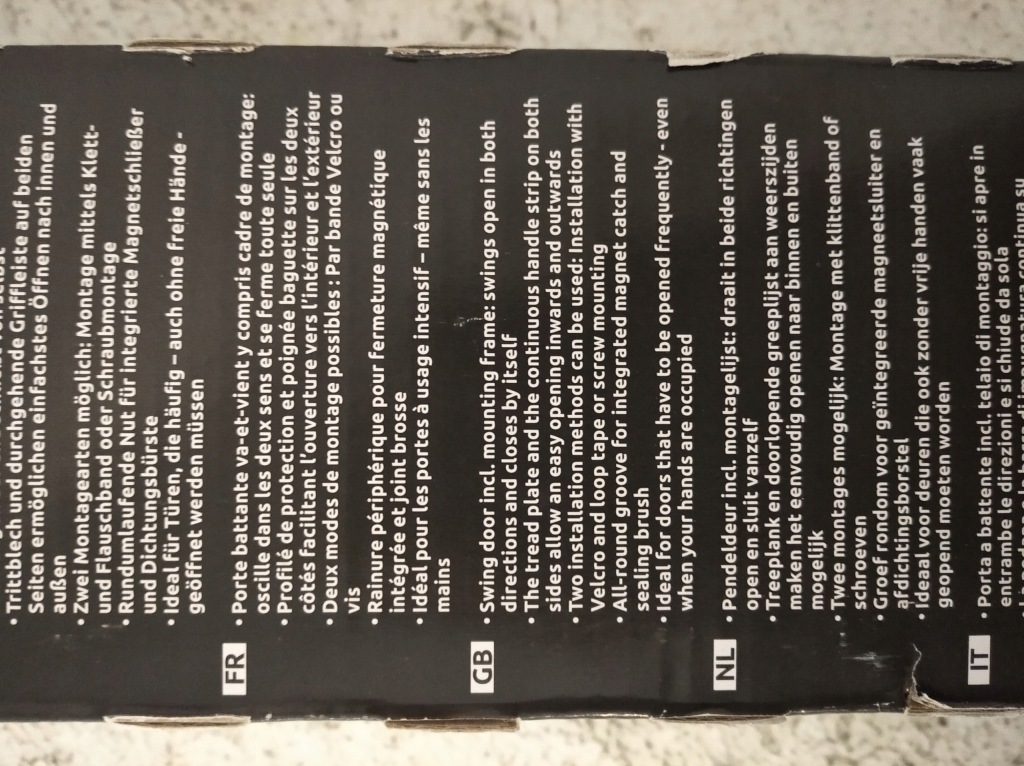 • Trittblech und durchgehende Griffleiste auf beiden
Seiten ermöglichen einfachstes Öffnen nach innen und
außen
• Zwei Montagearten möglich: Montage mittels Klett-
und Flauschband oder Schraubmontage
• Rundumlaufende Nut für integrierte Magnetschließer
und Dichtungsbürste
• Ideal für Türen, die häufig – auch ohne freie Hände -
geöffnet werden müssen
FR
• Porte battante va-et-vient y compris cadre de montage:
oscille dans les deux sens et se ferme toute seule
• Profilé de protection et poignée baguette sur les deux
côtés facilitant l'ouverture vers l'intérieur et l'extérieur
• Deux modes de montage possibles : Par bande Velcro ou
vis
• Rainure périphérique pour fermeture magnétique
intégrée et joint brosse
• Idéal pour les portes à usage intensif – même sans les
mains
GB
• Swing door incl. mounting frame: swings open in both
directions and closes by itself
• The tread plate and the continuous handle strip on both
sides allow an easy opening inwards and outwards
• Two installation methods can be used: Installation with
Velcro and loop tape or screw mounting
• All-round groove for integrated magnet catch and
sealing brush
• Ideal for doors that have to be opened frequently - even
when your hands are occupied
NL
• Pendeldeur incl. montagelijst: draait in beide richtingen
open en sluit vanzelf
• Treeplank en doorlopende greeplijst aan weerszijden
maken het eenvoudig openen naar binnen en buiten
mogelijk
• Twee montages mogelijk: Montage met klittenband of
schroeven
• Groef rondom voor geïntegreerde magneetsluiter en
afdichtingsborstel
• Ideaal voor deuren die ook zonder vrije handen vaak
geopend moeten worden
IT
• Porta a battente incl. telaio di montaggio: si apre in
entrambe le direzioni e si chiude da sola